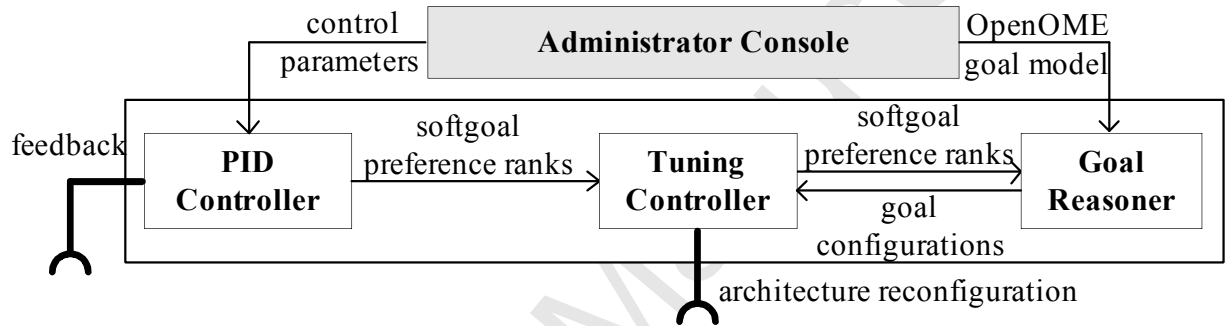 control
parameters
Administrator Console
OpenOME
goal model
feedback
PID
Controller
softgoal
preference ranks
Tuning
Controller
softgoal
preference ranks
goal
configurations
Goal
Reasoner
architecture reconfiguration